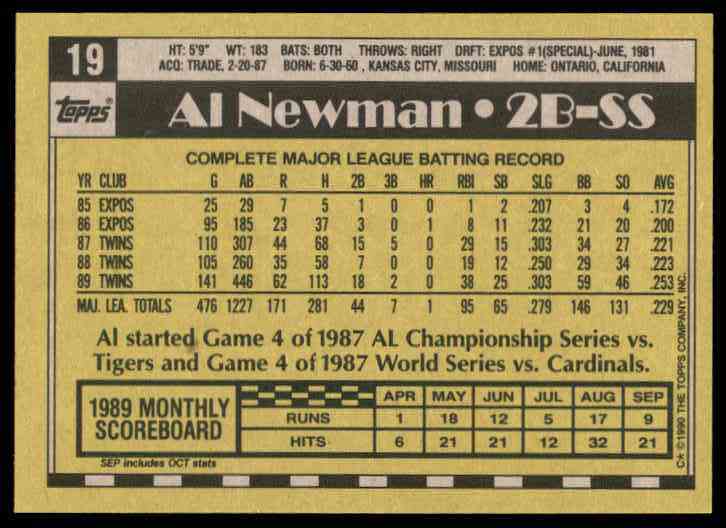 19
HT: 5'9" WT: 183 BATS: BOTH THROWS: RIGHT DRFT: EXPOS #1(SPECIAL)-JUNE, 1981
ACQ: TRADE, 2-20-87 BORN: 6-30-60, KANSAS CITY, MISSOURI HOME: ONTARIO, CALIFORNIA
Topps
Al Newman • 2B-SS
COMPLETE MAJOR LEAGUE BATTING RECORD
YR CLUB G AB R H 2B 3B HR RBI SB SLG BB SO AVG
85 EXPOS 25 29 7 5 1 0 0 1 2 .207 3 4 .172
86 EXPOS 95 185 23 37 3 0 1 8 11 .232 21 20 .200
87 TWINS 110 307 44 68 15 5 0 29 15 .303 34 27 .221
88 TWINS 105 260 35 58 7 0 0 19 12 .250 29 34 .223
89 TWINS 141 446 62 113 18 2 0 38 25 .303 59 46 .253
MAJ. LEA. TOTALS 476 1227 171 281 44 7 1 95 65 .279 146 131 .229
Al started Game 4 of 1987 AL Championship Series vs.
Tigers and Game 4 of 1987 World Series vs. Cardinals.
1989 MONTHLY
SCOREBOARD
APR MAY JUN JUL AUG SEP
RUNS 1 18 12 5 17 9
HITS 6 21 21 12 32 21
SEP includes OCT stats
C* ©1990 THE TOPPS COMPANY, INC.